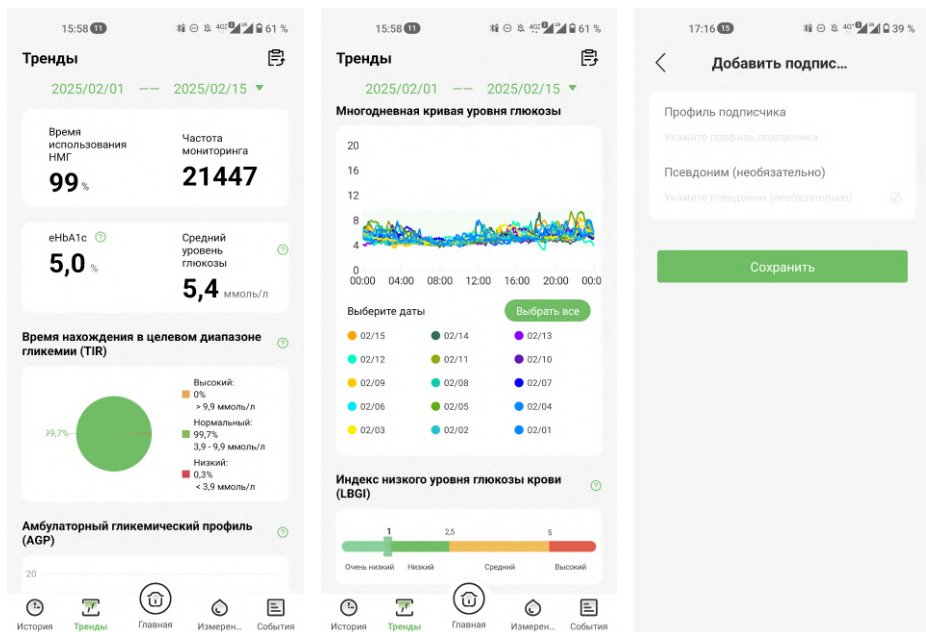 15:58 11
4G 61 %
Тренды
2025/02/01 —— 2025/02/15
Время
использования
НМГ
99 %
Частота
мониторинга
21447
eHbA1c
5,0 %
Средний
уровень
глюкозы
5,4 ммоль/л
Время нахождения в целевом диапазоне
гликемии (TIR)
99,7%
Высокий:
0%
> 9,9 ммоль/л
Нормальный:
99,7%
3,9 - 9,9 ммоль/л
Низкий:
0,3%
< 3,9 ммоль/л
Амбулаторный гликемический профиль
(AGP)
20
История
Тренды
Главная
Измерен...
События
15:58 11
4G 61 %
Тренды
2025/02/01 —— 2025/02/15
Многодневная кривая уровня глюкозы
20
16
12
8
4
0
00:00 04:00 08:00 12:00 16:00 20:00 00:0
Выберите даты
Выбрать все
02/15 02/14 02/13
02/12 02/11 02/10
02/09 02/08 02/07
02/06 02/05 02/04
02/03 02/02 02/01
Индекс низкого уровня глюкозы крови
(LBGI)
1 2,5 5
Очень низкий Низкий Средний Высокий
История
Тренды
Главная
Измерен...
События
17:16 15
4G 39 %
Добавить подпис...
Профиль подписчика
Укажите профиль подписчика
Псевдоним (необязательно)
Укажите псевдоним (необязательно)
Сохранить